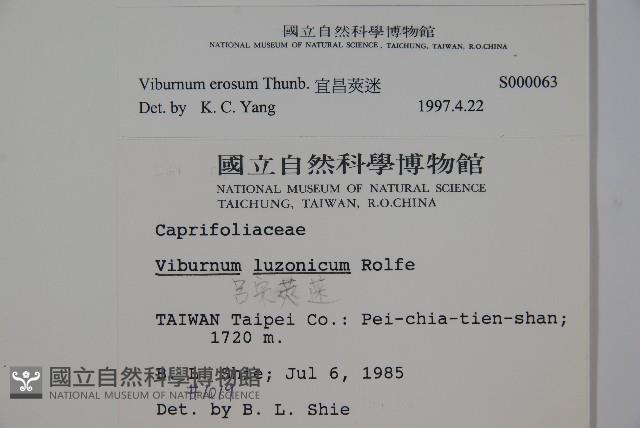 國立自然科學博物館
NATIONAL MUSEUM OF NATURAL SCIENCE, TAICHUNG, TAIWAN, R.O.CHINA
Viburnum erosum Thunb. 宜昌莢迷 S000063
Det. by K. C. Yang 1997.4.22
國立自然科學博物館
NATIONAL MUSEUM OF NATURAL SCIENCE
TAICHUNG, TAIWAN, R.O.CHINA
Caprifoliaceae
Viburnum luzonicum Rolfe
呂宋莢蒾
TAIWAN Taipei Co.: Pei-chia-tien-shan;
1720 m.
B. L. Shie; Jul 6, 1985
#1019
Det. by B. L. Shie
國立自然科學博物館
NATIONAL MUSEUM OF NATURAL SCIENCE